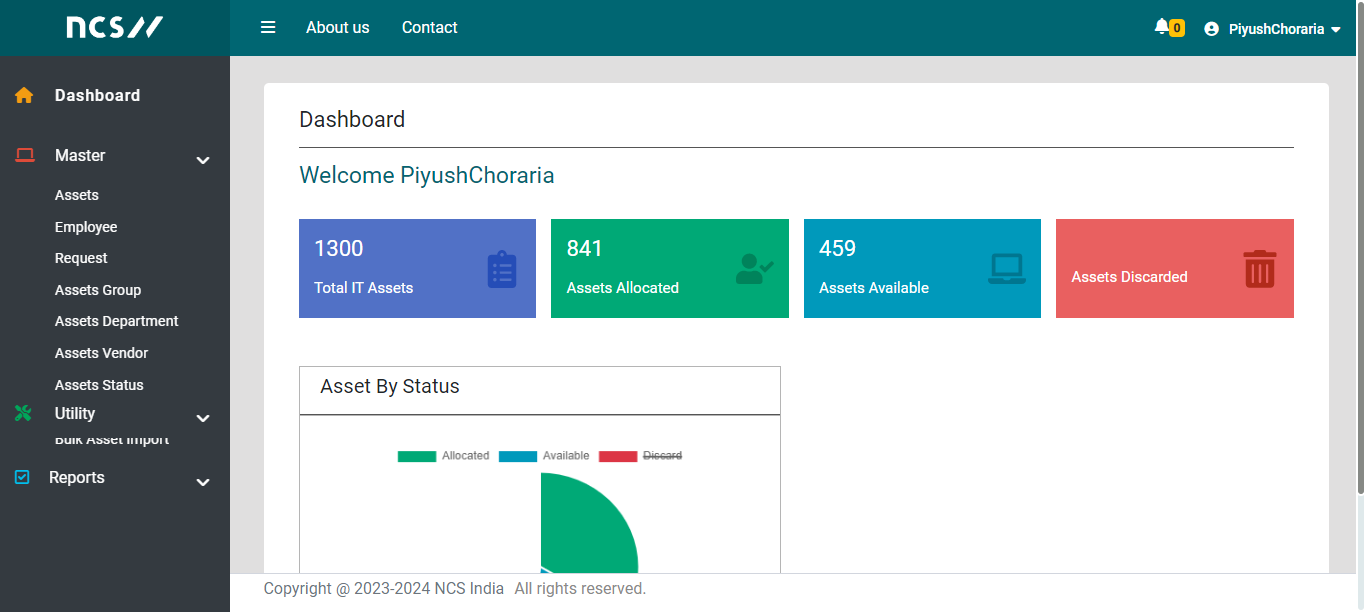 ncs
About us
Contact
0
PiyushChoraria
Dashboard
Master
Assets
Employee
Request
Assets Group
Assets Department
Assets Vendor
Assets Status
Utility
Bulk Asset Import
Reports
Dashboard
Welcome PiyushChoraria
1300
Total IT Assets
841
Assets Allocated
459
Assets Available
Assets Discarded
Asset By Status
Allocated
Available
Discard
Copyright @ 2023-2024 NCS India All rights reserved.